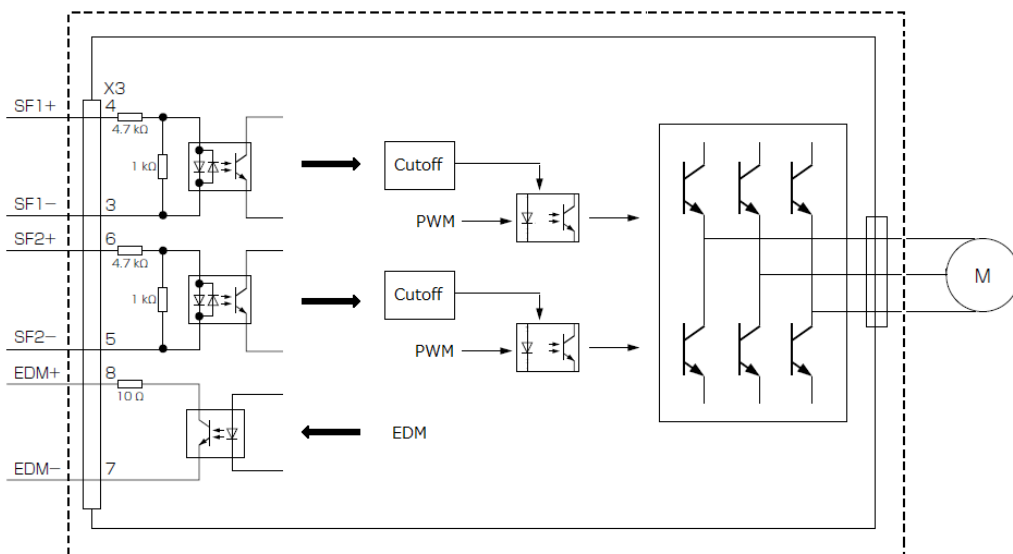 X3
SF1+
4
4.7 kΩ
1 kΩ
SF1−
3
SF2+
6
4.7 kΩ
1 kΩ
SF2−
5
EDM+
8
10 Ω
EDM−
7
Cutoff
PWM
Cutoff
PWM
EDM
M